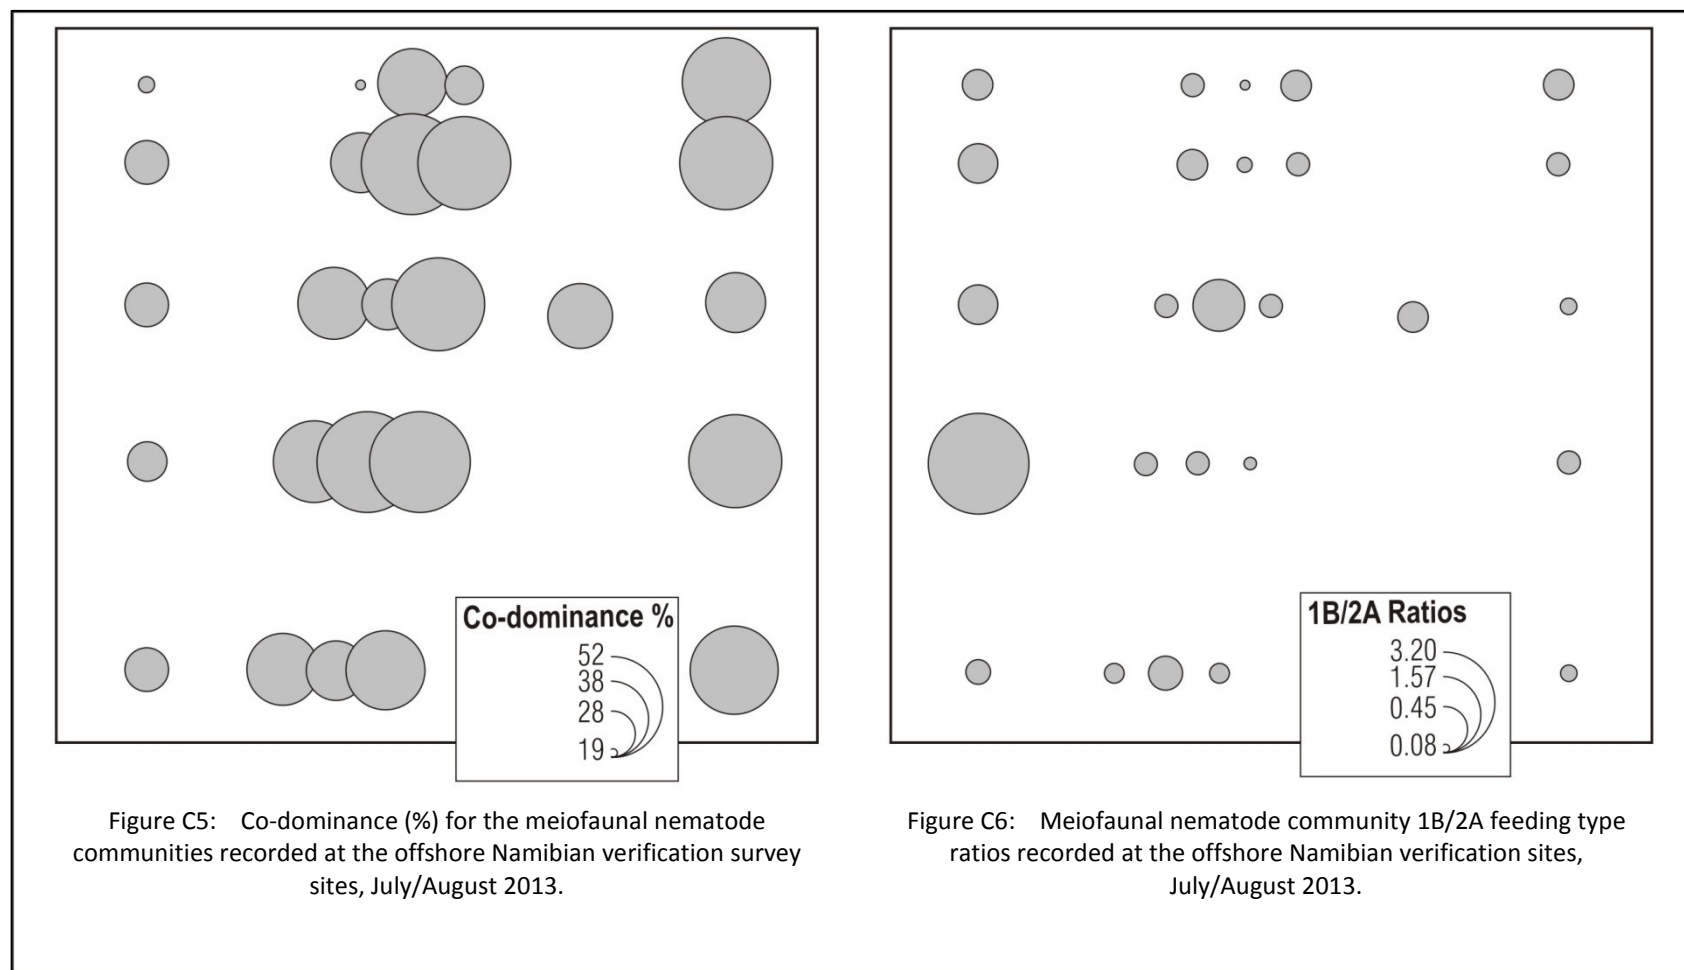 Co-dominance %
52
38
28
19
1B/2A Ratios
3.20
1.57
0.45
0.08
Figure C5: Co-dominance (%) for the meiofaunal nematode
communities recorded at the offshore Namibian verification survey
sites, July/August 2013.
Figure C6: Meiofaunal nematode community 1B/2A feeding type
ratios recorded at the offshore Namibian verification sites,
July/August 2013.